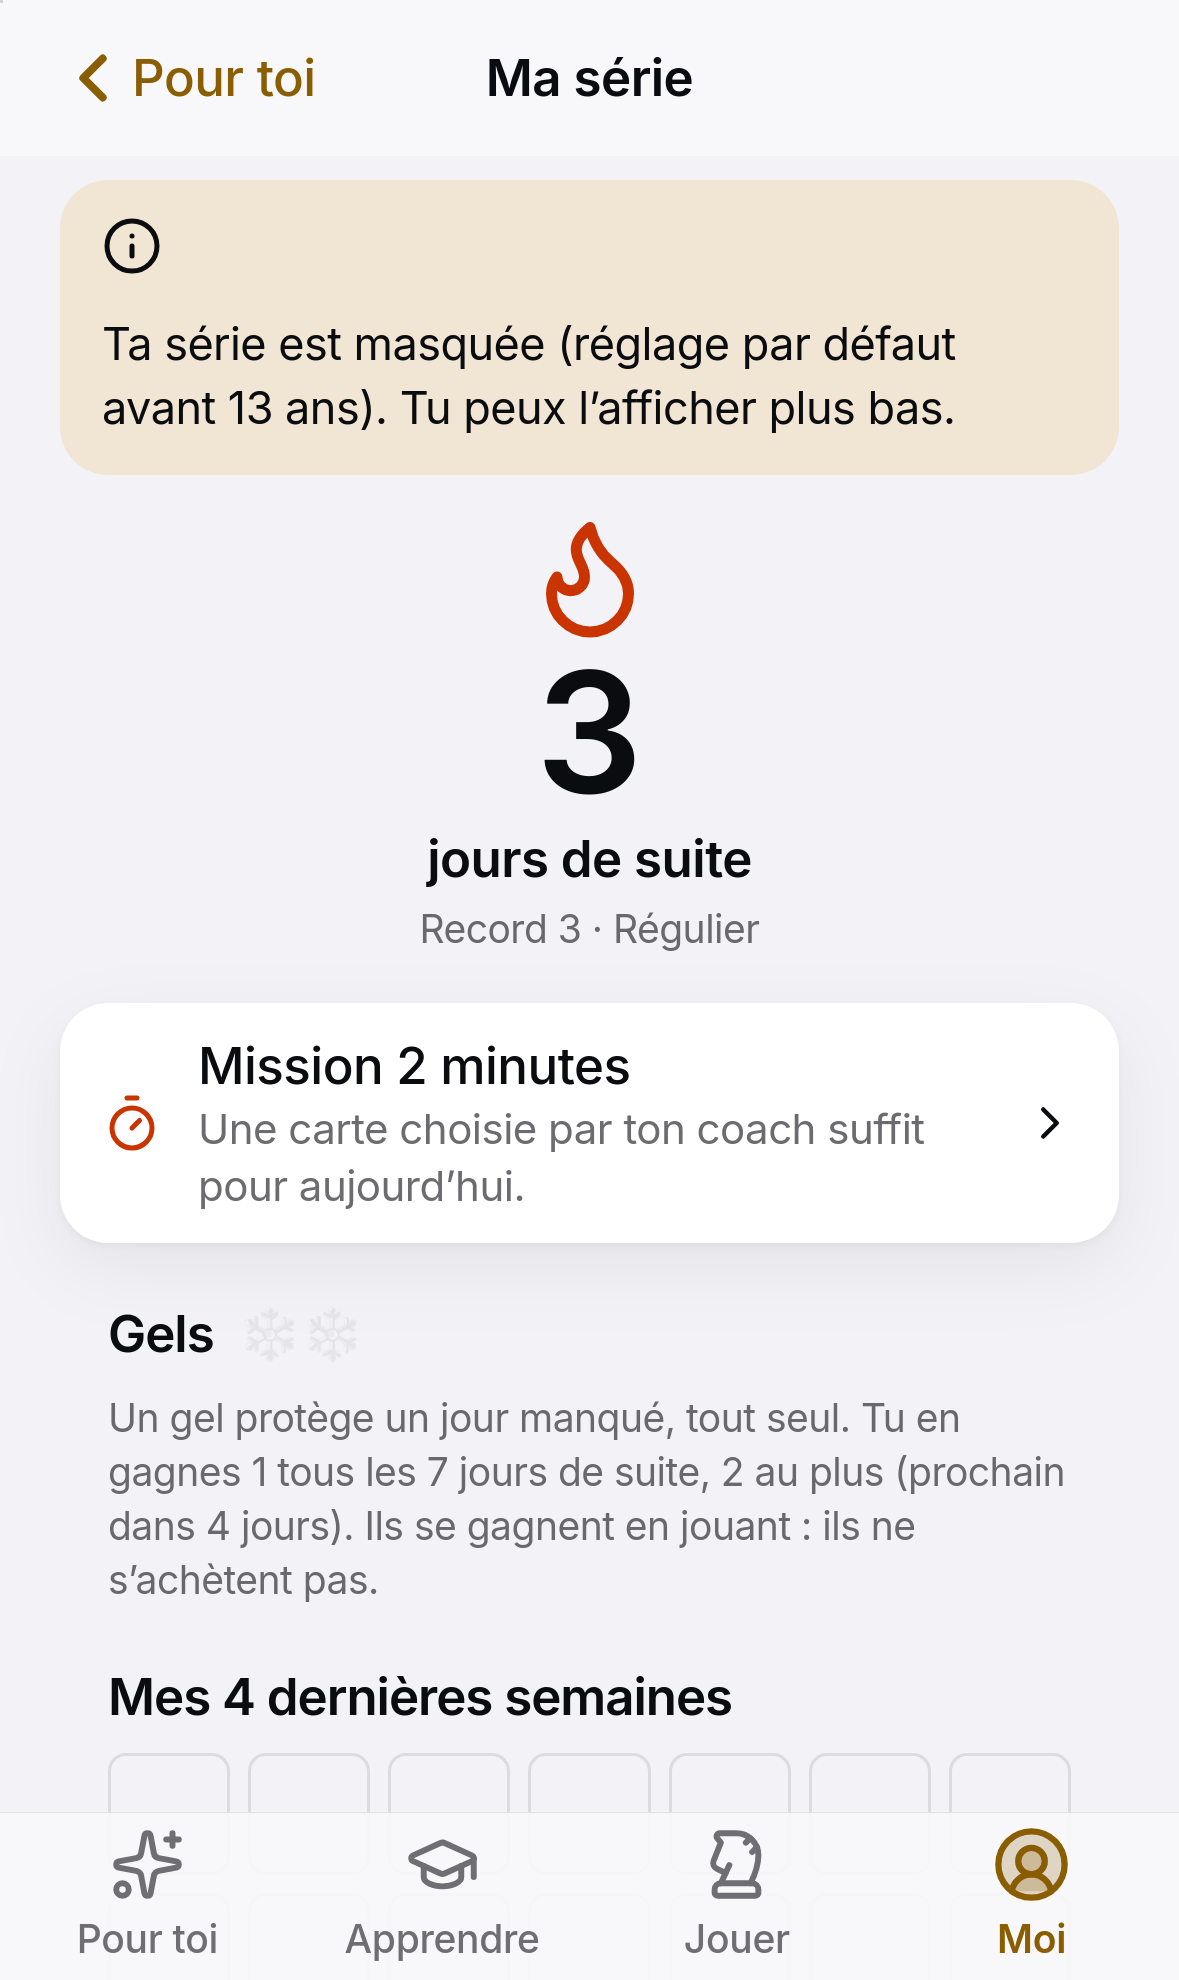 Pour toi
Ma série
Ta série est masquée (réglage par défaut
avant 13 ans). Tu peux l’afficher plus bas.
3
jours de suite
Record 3 · Régulier
Mission 2 minutes
Une carte choisie par ton coach suffit
pour aujourd’hui.
Gels
Un gel protège un jour manqué, tout seul. Tu en
gagnes 1 tous les 7 jours de suite, 2 au plus (prochain
dans 4 jours). Ils se gagnent en jouant : ils ne
s’achètent pas.
Mes 4 dernières semaines
Pour toi
Apprendre
Jouer
Moi